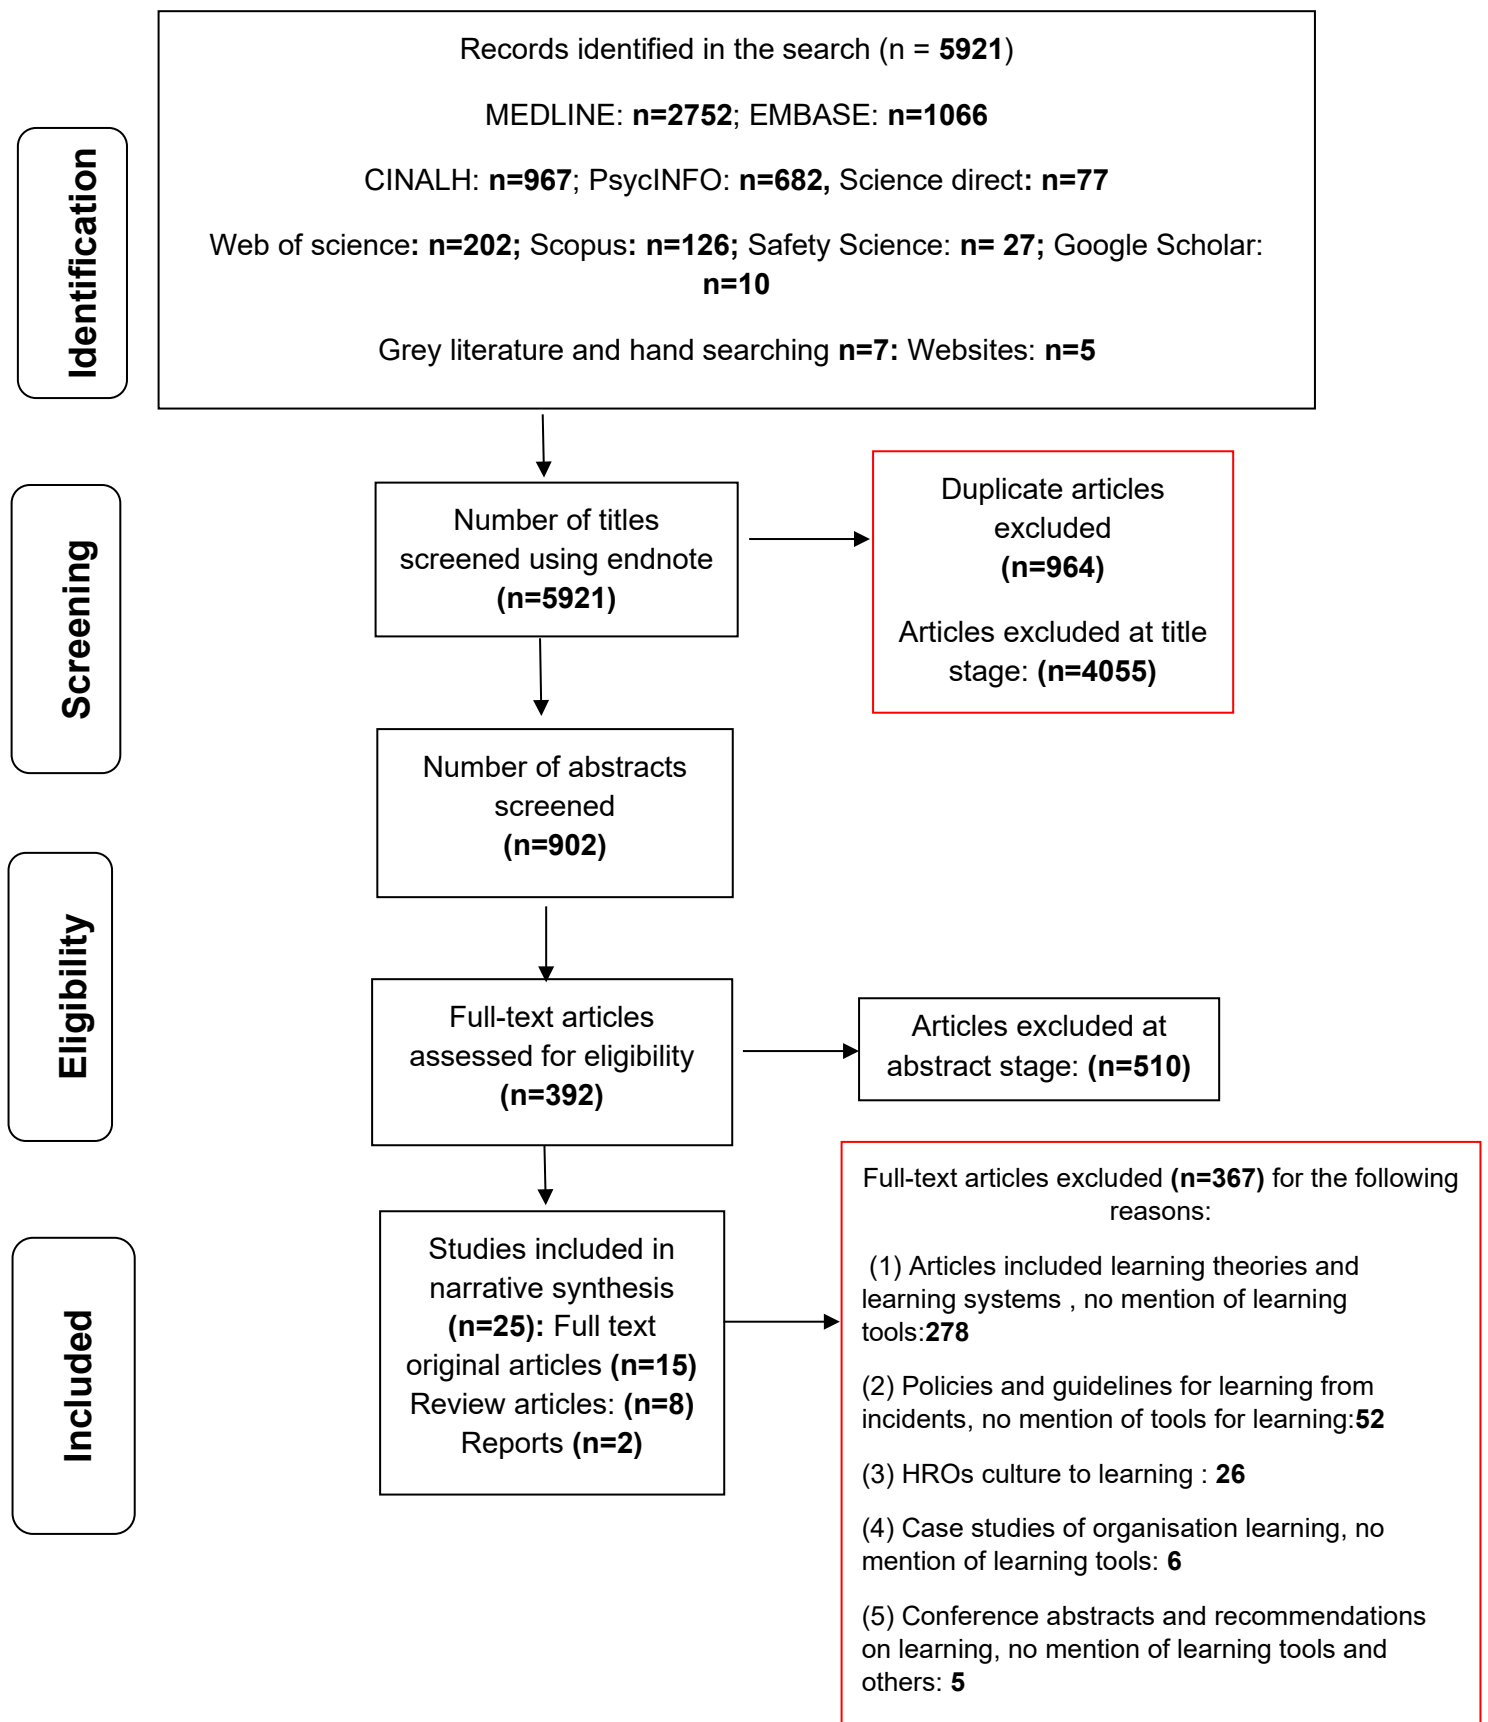 Identification
Records identified in the search (n = 5921)
MEDLINE: n=2752; EMBASE: n=1066
CINALH: n=967; PsycINFO: n=682, Science direct: n=77
Web of science: n=202; Scopus: n=126; Safety Science: n= 27; Google Scholar:
n=10
Grey literature and hand searching n=7: Websites: n=5
Screening
Number of titles
screened using endnote
(n=5921)
Duplicate articles
excluded
(n=964)
Articles excluded at title
stage: (n=4055)
Number of abstracts
screened
(n=902)
Eligibility
Full-text articles
assessed for eligibility
(n=392)
Articles excluded at
abstract stage: (n=510)
Included
Studies included in
narrative synthesis
(n=25): Full text
original articles (n=15)
Review articles: (n=8)
Reports (n=2)
Full-text articles excluded (n=367) for the following
reasons:
(1) Articles included learning theories and
learning systems , no mention of learning
tools:278
(2) Policies and guidelines for learning from
incidents, no mention of tools for learning:52
(3) HROs culture to learning : 26
(4) Case studies of organisation learning, no
mention of learning tools: 6
(5) Conference abstracts and recommendations
on learning, no mention of learning tools and
others: 5